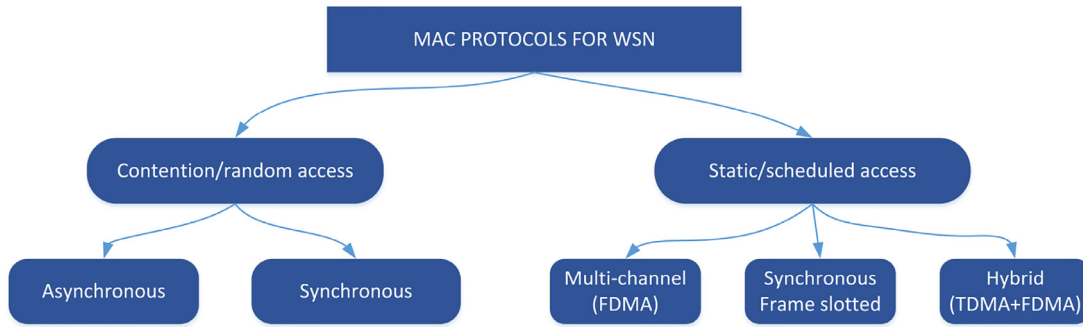 MAC PROTOCOLS FOR WSN
Contention/random access
Static/scheduled access
Asynchronous
Synchronous
Multi-channel
(FDMA)
Synchronous
Frame slotted
Hybrid
(TDMA+FDMA)